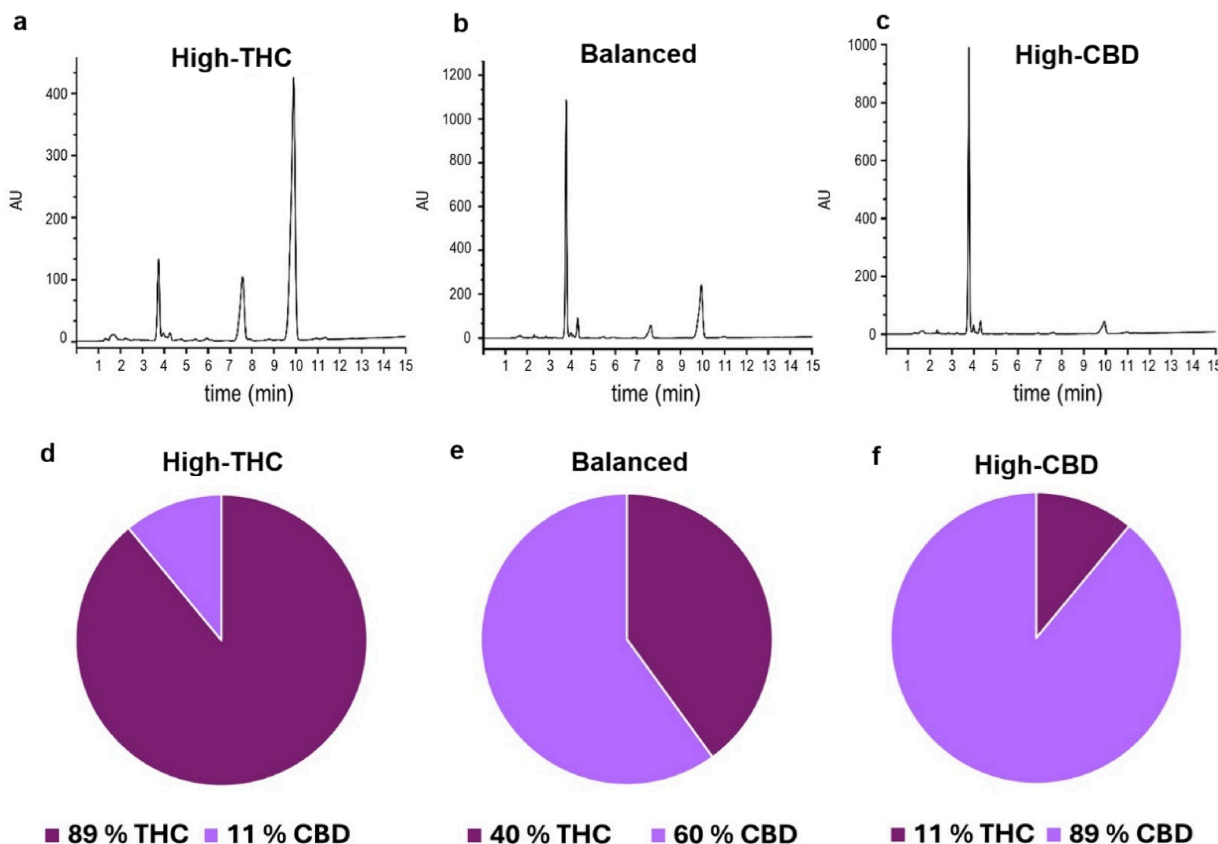 a
High-THC
400
300
200
100
0
AU
1 2 3 4 5 6 7 8 9 10 11 12 13 14 15
time (min)
b
Balanced
1200
1000
800
600
400
200
0
AU
1 2 3 4 5 6 7 8 9 10 11 12 13 14 15
time (min)
c
High-CBD
1000
800
600
400
200
0
AU
1 2 3 4 5 6 7 8 9 10 11 12 13 14 15
time (min)
d
High-THC
89 % THC 11 % CBD
e
Balanced
40 % THC 60 % CBD
f
High-CBD
11 % THC 89 % CBD